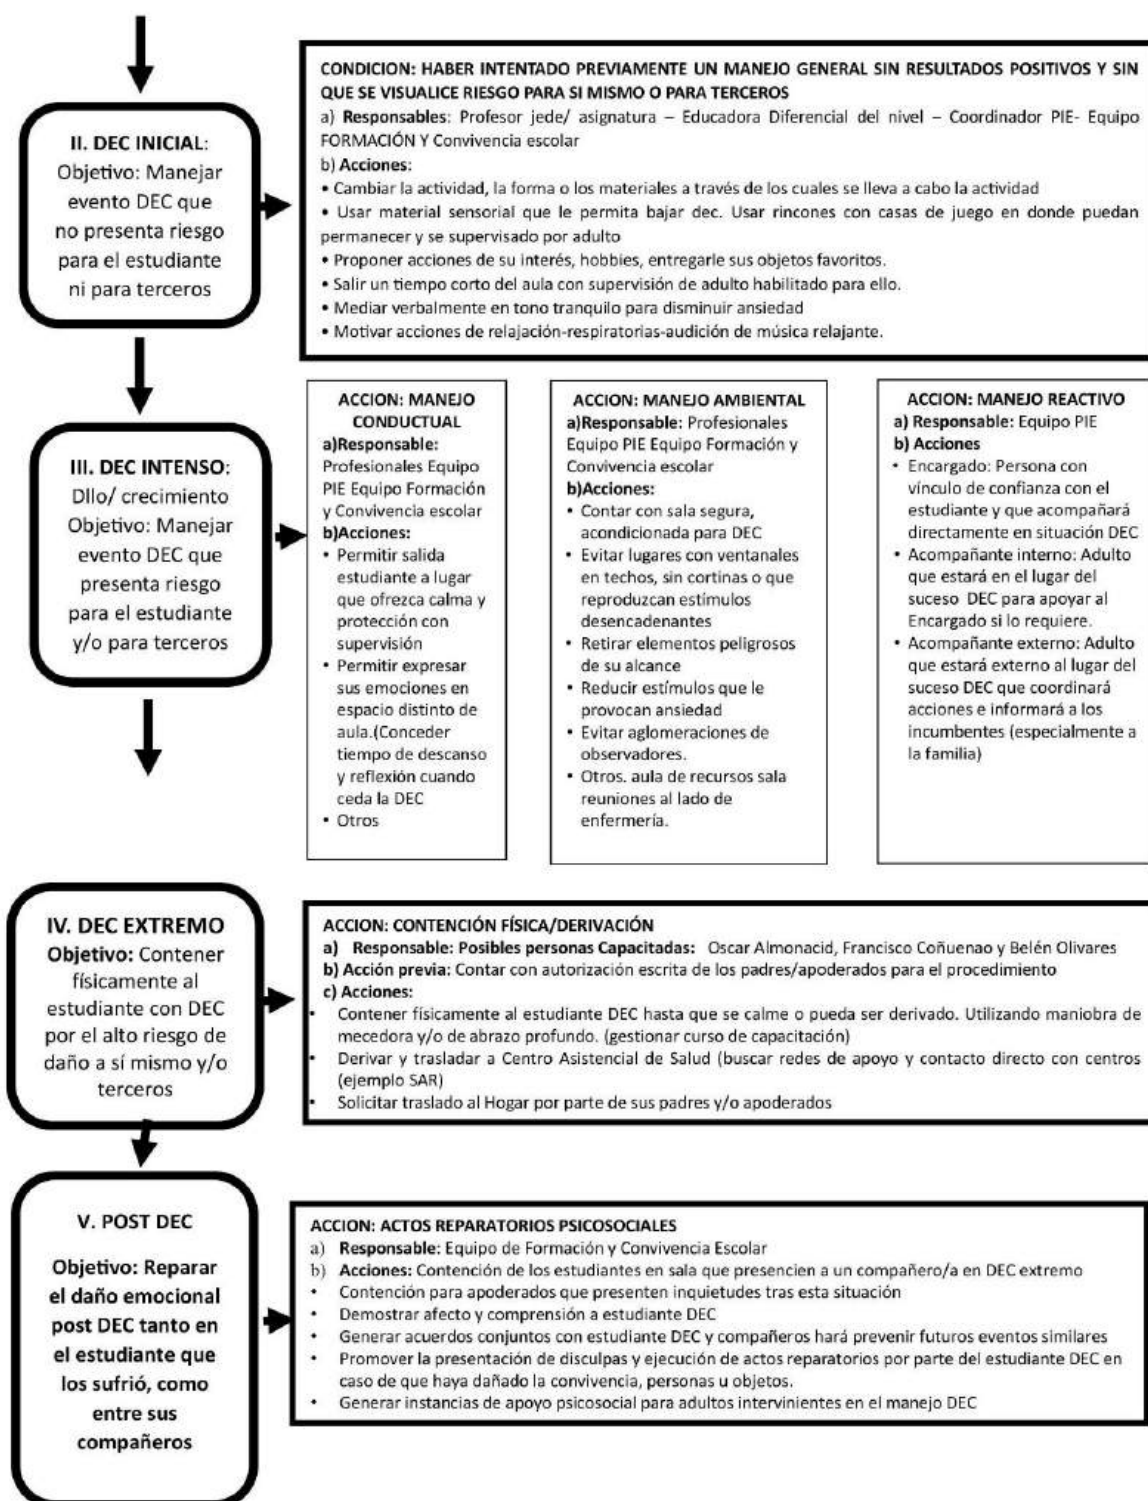 II. DEC INICIAL:
Objetivo: Manejar
evento DEC que
no presenta riesgo
para el estudiante
ni para terceros
CONDICION: HABER INTENTADO PREVIAMENTE UN MANEJO GENERAL SIN RESULTADOS POSITIVOS Y SIN
QUE SE VISUALICE RIESGO PARA SI MISMO O PARA TERCEROS
a) Responsables: Profesor jede/ asignatura – Educadora Diferencial del nivel – Coordinador PIE- Equipo
FORMACIÓN Y Convivencia escolar
b) Acciones:
• Cambiar la actividad, la forma o los materiales a través de los cuales se lleva a cabo la actividad
• Usar material sensorial que le permita bajar dec. Usar rincones con casas de juego en donde puedan
permanecer y se supervisado por adulto
• Proponer acciones de su interés, hobbies, entregarle sus objetos favoritos.
• Salir un tiempo corto del aula con supervisión de adulto habilitado para ello.
• Mediar verbalmente en tono tranquilo para disminuir ansiedad
• Motivar acciones de relajación-respiratorias-audición de música relajante.
III. DEC INTENSO:
Dllo/ crecimiento
Objetivo: Manejar
evento DEC que
presenta riesgo
para el estudiante
y/o para terceros
ACCION: MANEJO
CONDUCTUAL
a)Responsable:
Profesionales Equipo
PIE Equipo Formación
y Convivencia escolar
b)Acciones:
• Permitir salida
estudiante a lugar
que ofrezca calma y
protección con
supervisión
• Permitir expresar
sus emociones en
espacio distinto de
aula.(Conceder
tiempo de descanso
y reflexión cuando
ceda la DEC
• Otros
ACCION: MANEJO AMBIENTAL
a)Responsable: Profesionales
Equipo PIE Equipo Formación y
Convivencia escolar
b)Acciones:
• Contar con sala segura,
acondicionada para DEC
• Evitar lugares con ventanales
en techos, sin cortinas o que
reproduzcan estímulos
desencadenantes
• Retirar elementos peligrosos
de su alcance
• Reducir estímulos que le
provocan ansiedad
• Evitar aglomeraciones de
observadores.
• Otros. aula de recursos sala
reuniones al lado de
enfermería.
ACCION: MANEJO REACTIVO
a) Responsable: Equipo PIE
b) Acciones
• Encargado: Persona con
vínculo de confianza con el
estudiante y que acompañará
directamente en situación DEC
• Acompañante interno: Adulto
que estará en el lugar del
suceso DEC para apoyar al
Encargado si lo requiere.
• Acompañante externo: Adulto
que estará externo al lugar del
suceso DEC que coordinará
acciones e informará a los
incumbentes (especialmente a
la familia)
IV. DEC EXTREMO
Objetivo: Contener
físicamente al
estudiante con DEC
por el alto riesgo de
daño a sí mismo y/o
terceros
ACCION: CONTENCIÓN FÍSICA/DERIVACIÓN
a) Responsable: Posibles personas Capacitadas: Oscar Almonacid, Francisco Coñuenao y Belén Olivares
b) Acción previa: Contar con autorización escrita de los padres/apoderados para el procedimiento
c) Acciones:
• Contener físicamente al estudiante DEC hasta que se calme o pueda ser derivado. Utilizando maniobra de
mecedora y/o de abrazo profundo. (gestionar curso de capacitación)
• Derivar y trasladar a Centro Asistencial de Salud (buscar redes de apoyo y contacto directo con centros
(ejemplo SAR)
• Solicitar traslado al Hogar por parte de sus padres y/o apoderados
V. POST DEC
Objetivo: Reparar
el daño emocional
post DEC tanto en
el estudiante que
los sufrió, como
entre sus
compañeros
ACCION: ACTOS REPARATORIOS PSICOSOCIALES
a) Responsable: Equipo de Formación y Convivencia Escolar
b) Acciones: Contención de los estudiantes en sala que presencien a un compañero/a en DEC extremo
• Contención para apoderados que presenten inquietudes tras esta situación
• Demostrar afecto y comprensión a estudiante DEC
• Generar acuerdos conjuntos con estudiante DEC y compañeros hará prevenir futuros eventos similares
• Promover la presentación de disculpas y ejecución de actos reparatorios por parte del estudiante DEC en
caso de que haya dañado la convivencia, personas u objetos.
• Generar instancias de apoyo psicosocial para adultos intervinientes en el manejo DEC